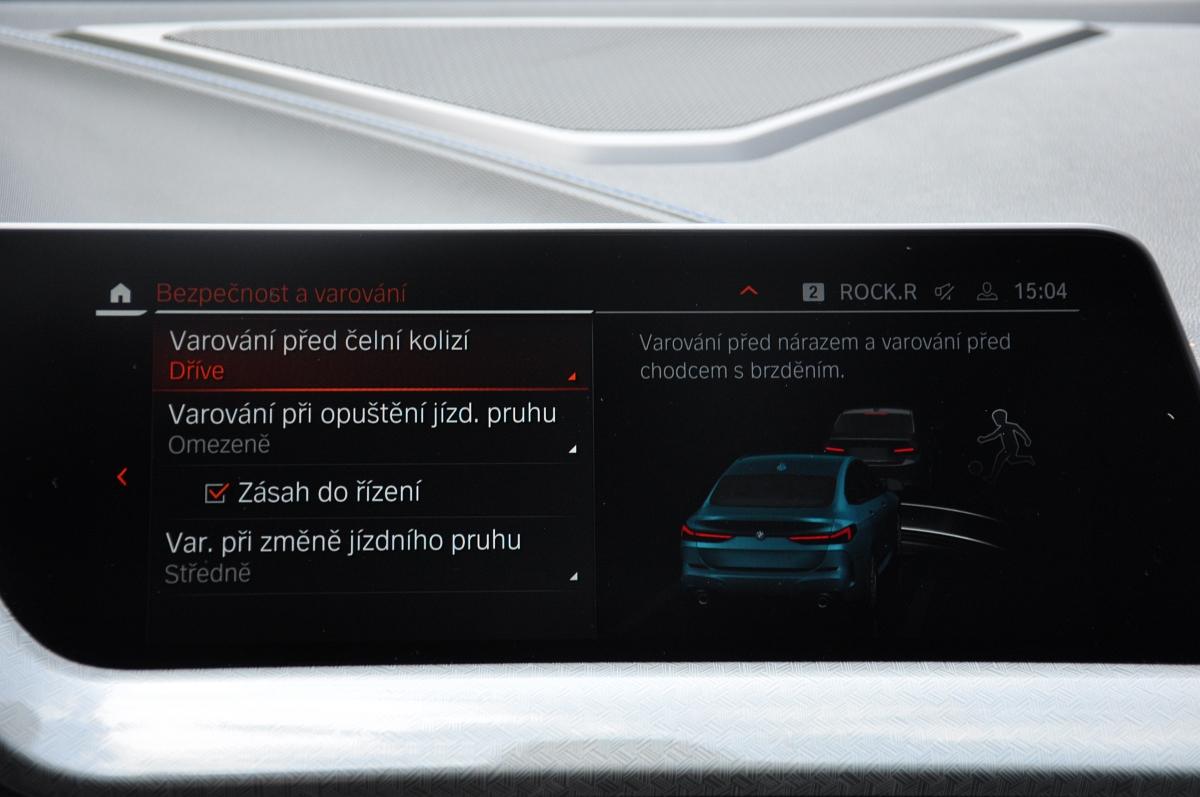 Bezpečnost a varování
2 ROCK.R 15:04
Varování před čelní kolizí
Dříve
Varování při opuštění jízd. pruhu
Omezeně
Zásah do řízení
Var. při změně jízdního pruhu
Středně
Varování před nárazem a varování před
chodcem s brzděním.